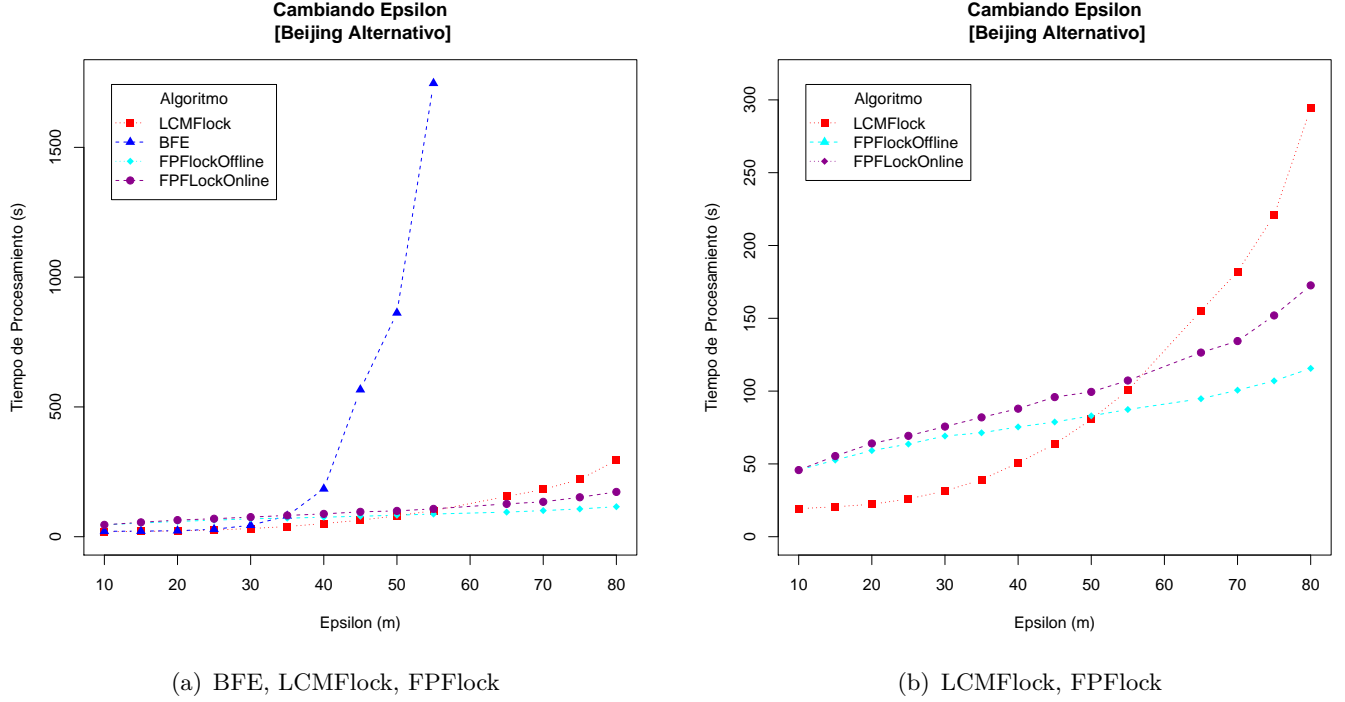 Cambiando Epsilon
[Beijing Alternativo]
Tiempo de Procesamiento (s)
1500
1000
500
0
Algoritmo
LCMFlock
BFE
FPFlockOffline
FPFLockOnline
10 20 30 40 50 60 70 80
Epsilon (m)
(a) BFE, LCMFlock, FPFlock
Cambiando Epsilon
[Beijing Alternativo]
Tiempo de Procesamiento (s)
300
250
200
150
100
50
0
Algoritmo
LCMFlock
FPFlockOffline
FPFLockOnline
10 20 30 40 50 60 70 80
Epsilon (m)
(b) LCMFlock, FPFlock